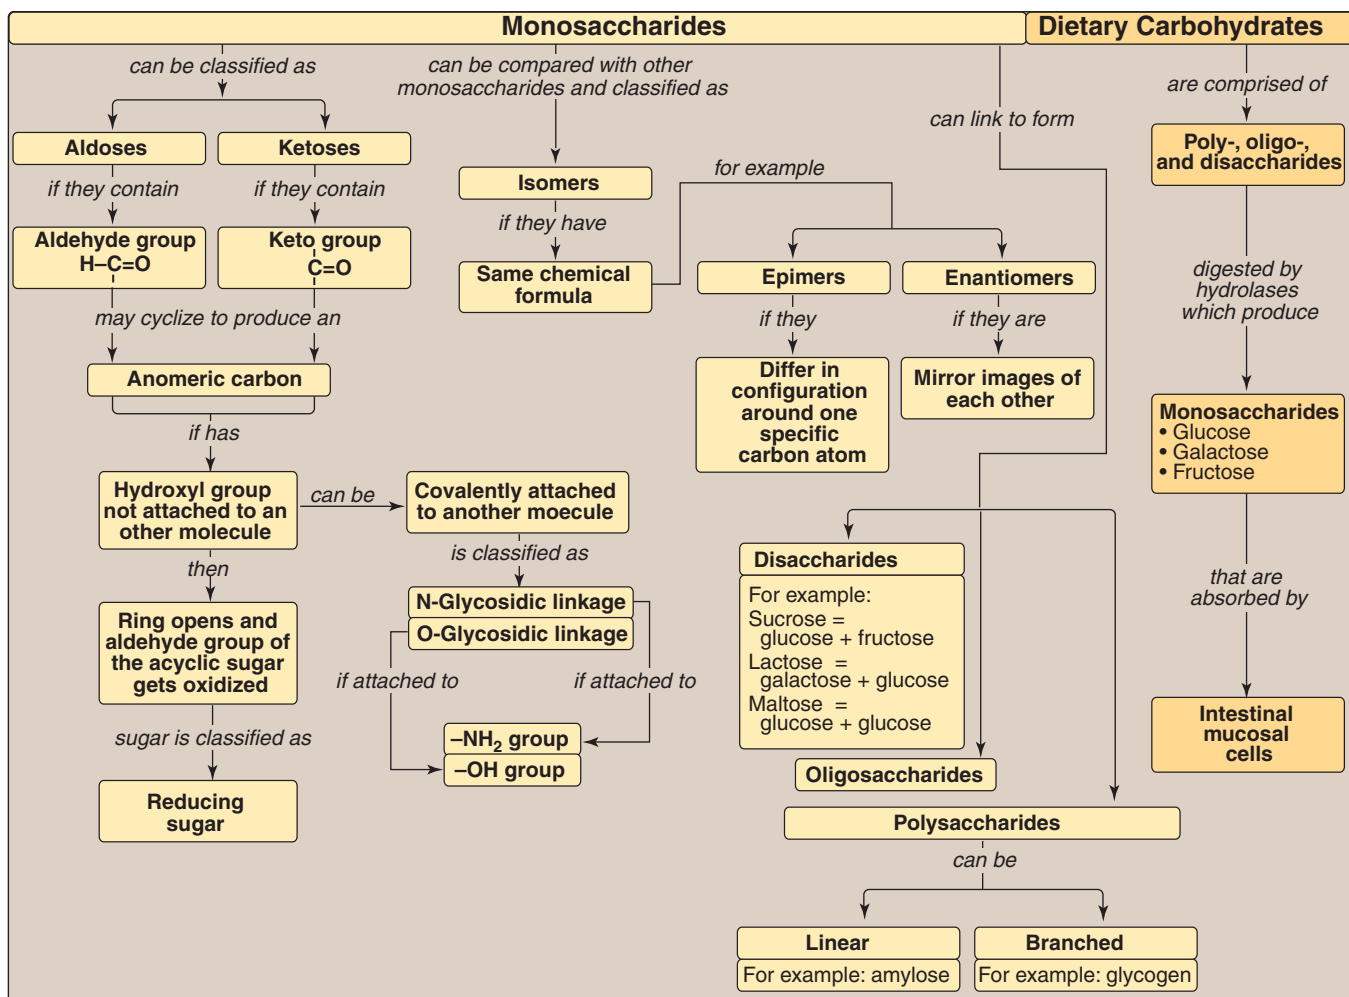 Monosaccharides
Dietary Carbohydrates
can be classified as
Aldoses
Ketoses
if they contain
if they contain
Aldehyde group
H–C=O
Keto group
C=O
may cyclize to produce an
Anomeric carbon
if has
Hydroxyl group
not attached to an
other molecule
can be
Covalently attached
to another moecule
then
is classified as
Ring opens and
aldehyde group of
the acyclic sugar
gets oxidized
N-Glycosidic linkage
O-Glycosidic linkage
if attached to
if attached to
–NH2 group
–OH group
sugar is classified as
Reducing
sugar
can be compared with other
monosaccharides and classified as
Isomers
if they have
Same chemical
formula
for example
Epimers
Enantiomers
if they
if they are
Differ in
configuration
around one
specific
carbon atom
Mirror images of
each other
can link to form
Disaccharides
For example:
Sucrose =
glucose + fructose
Lactose =
galactose + glucose
Maltose =
glucose + glucose
Oligosaccharides
Polysaccharides
can be
Linear
For example: amylose
Branched
For example: glycogen
are comprised of
Poly-, oligo-,
and disaccharides
digested by
hydrolases
which produce
Monosaccharides
• Glucose
• Galactose
• Fructose
that are
absorbed by
Intestinal
mucosal
cells